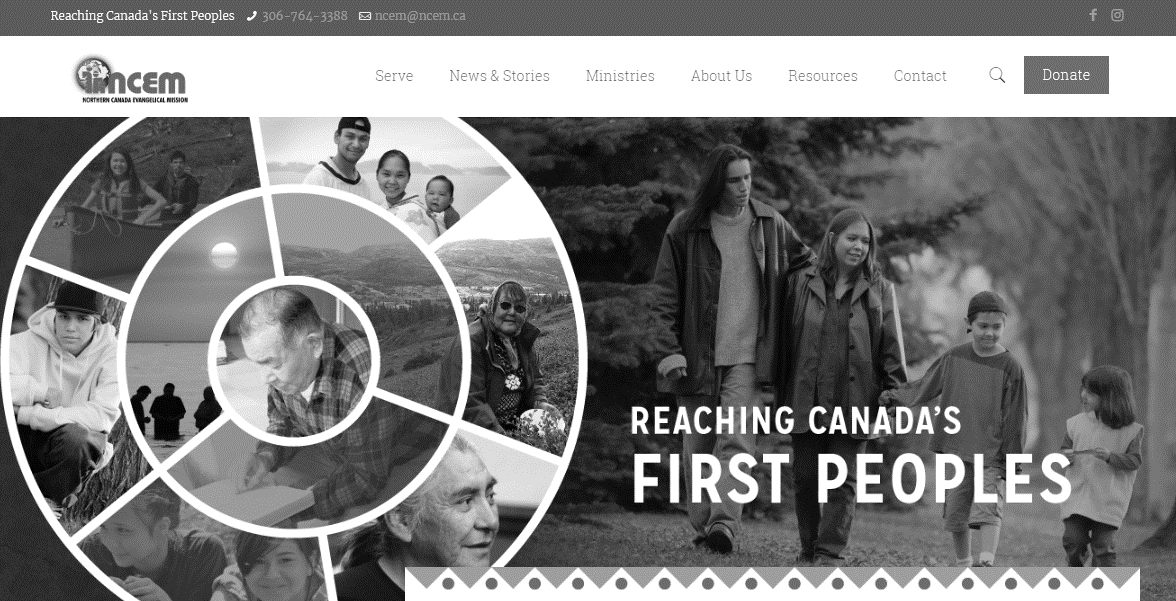 Reaching Canada's First Peoples 306-764-3388 ncem@ncem.ca
ncem
NORTHERN CANADA EVANGELICAL MISSION
Serve News & Stories Ministries About Us Resources Contact Donate
REACHING CANADA'S
FIRST PEOPLES